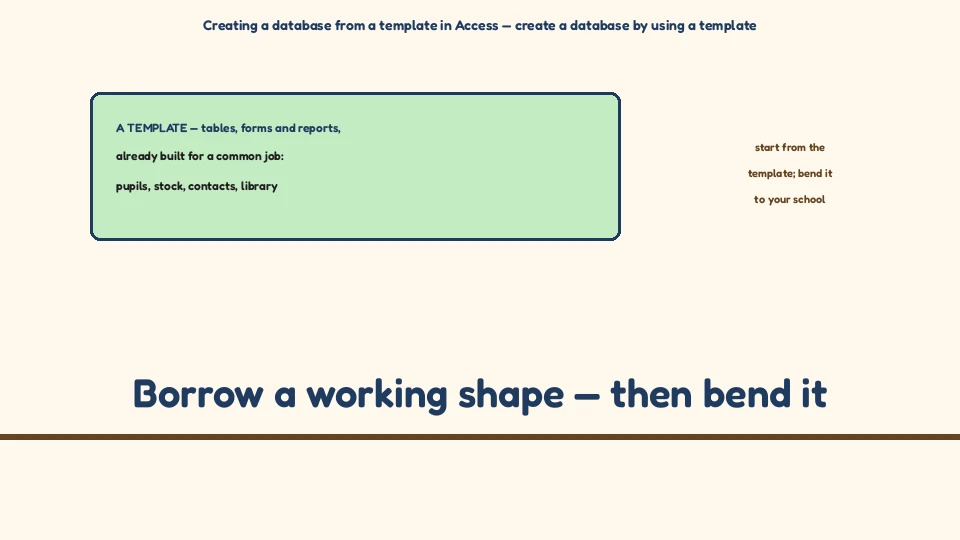 Creating a database from a template in Access — create a database by using a template
A TEMPLATE — tables, forms and reports,
already built for a common job:
pupils, stock, contacts, library
start from the
template; bend it
to your school
Borrow a working shape — then bend it